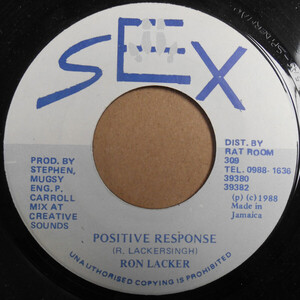 SEX
PROD. BY
STEPHEN,
MUGSY
ENG. P.
CARROLL
MIX AT
CREATIVE
SOUNDS
DIST. BY
RAT ROOM
309
TEL. 0988-1636
39380
39382
(p) (c) 1988
Made in
Jamaica
POSITIVE RESPONSE
(R. LACKERSINGH)
RON LACKER
UNAUTHORISED COPYING IS PROHIBITED